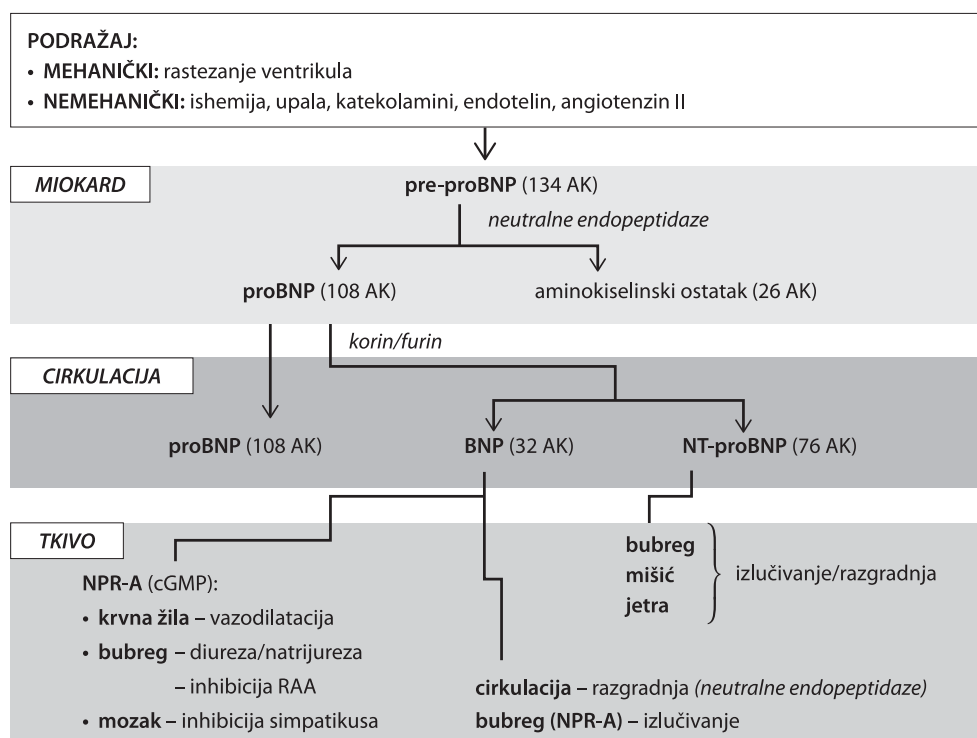 PODRAŽAJ:
• MEHANIČKI: rastezanje ventrikula
• NEMEHANIČKI: ishemija, upala, katekolamini, endotelin, angiotenzin II
MIOKARD
pre-proBNP (134 AK)
neutralne endopeptidaze
proBNP (108 AK)
aminokiselinski ostatak (26 AK)
korin/furin
CIRKULACIJA
proBNP (108 AK)
BNP (32 AK)
NT-proBNP (76 AK)
TKIVO
NPR-A (cGMP):
• krvna žila – vazodilatacija
• bubreg – diureza/natrijureza
– inhibicija RAA
• mozak – inhibicija simpatikusa
bubreg
mišić
jetra
izlučivanje/razgradnja
cirkulacija – razgradnja (neutralne endopeptidaze)
bubreg (NPR-A) – izlučivanje